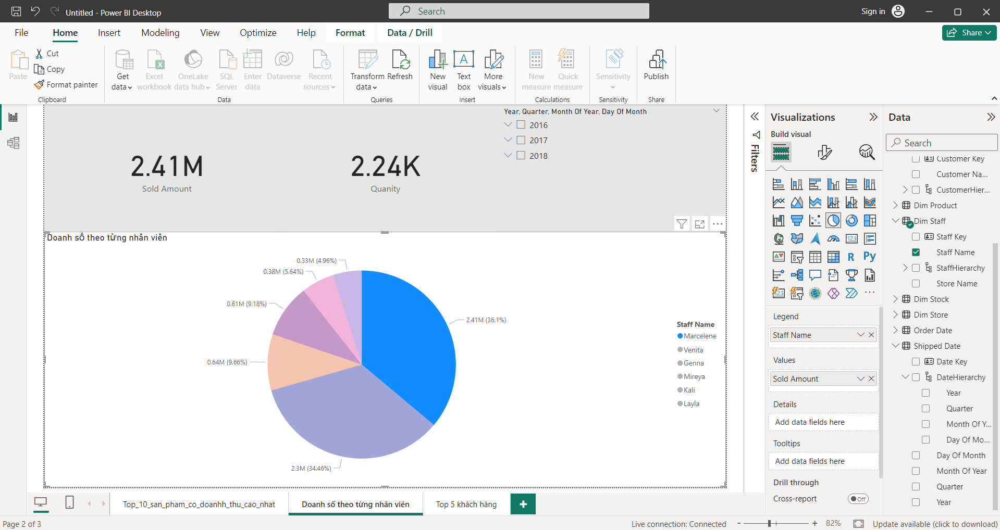 Untitled - Power BI Desktop
Search
Sign in
File Home Insert Modeling View Optimize Help Format Data / Drill
Share
Paste
Cut
Copy
Format painter
Clipboard
Get data
Excel workbook
OneLake data hub
SQL Server
Enter data
Dataverse
Recent sources
Data
Transform data
Refresh
Queries
New visual
Text box
A
More visuals
Insert
New measure
Quick measure
Calculations
Sensitivity
Sensitivity
Publish
Share
2.41M
Sold Amount
2.24K
Quanity
Year, Quarter, Month Of Year, Day Of Month
2016
2017
2018
Doanh số theo từng nhân viên
0.33M (4.96%)
0.38M (5.64%)
0.61M (9.18%)
0.64M (9.66%)
2.3M (34.46%)
2.41M (36.1%)
Staff Name
Marcelene
Venita
Genna
Mireya
Kali
Layla
Filters
Visualizations
Build visual
123
R
Py
123
Legend
Staff Name
Values
Sold Amount
Details
Add data fields here
Tooltips
Add data fields here
Drill through
Cross-report
Off
Data
Search
Customer Key
Customer Na...
CustomerHier...
Dim Product
Dim Staff
Staff Key
Staff Name
StaffHierarchy
Store Name
Dim Stock
Dim Store
Order Date
Shipped Date
Date Key
DateHierarchy
Year
Quarter
Month Of Y...
Day Of Mo...
Day Of Month
Month Of Year
Quarter
Year
Top_10_san_pham_co_doanhh_thu_cao_nhat
Doanh số theo từng nhân viên
Top 5 khách hàng
+
Page 2 of 3
Live connection: Connected
- +
82%
Update available (click to download)